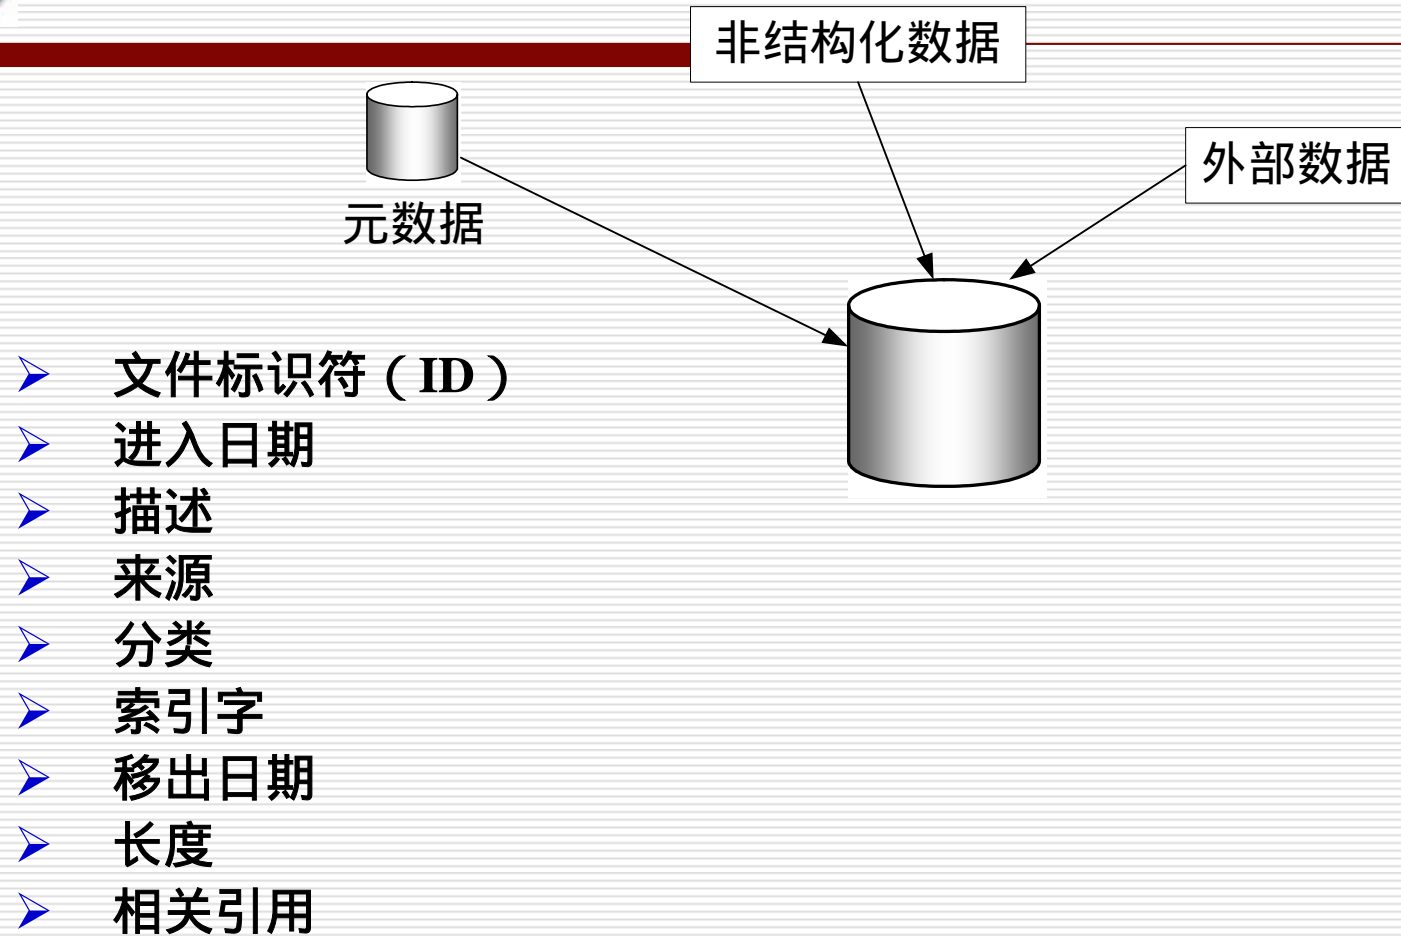 非结构化数据
外部数据
元数据
文件标识符（ID）
进入日期
描述
来源
分类
索引字
移出日期
长度
相关引用